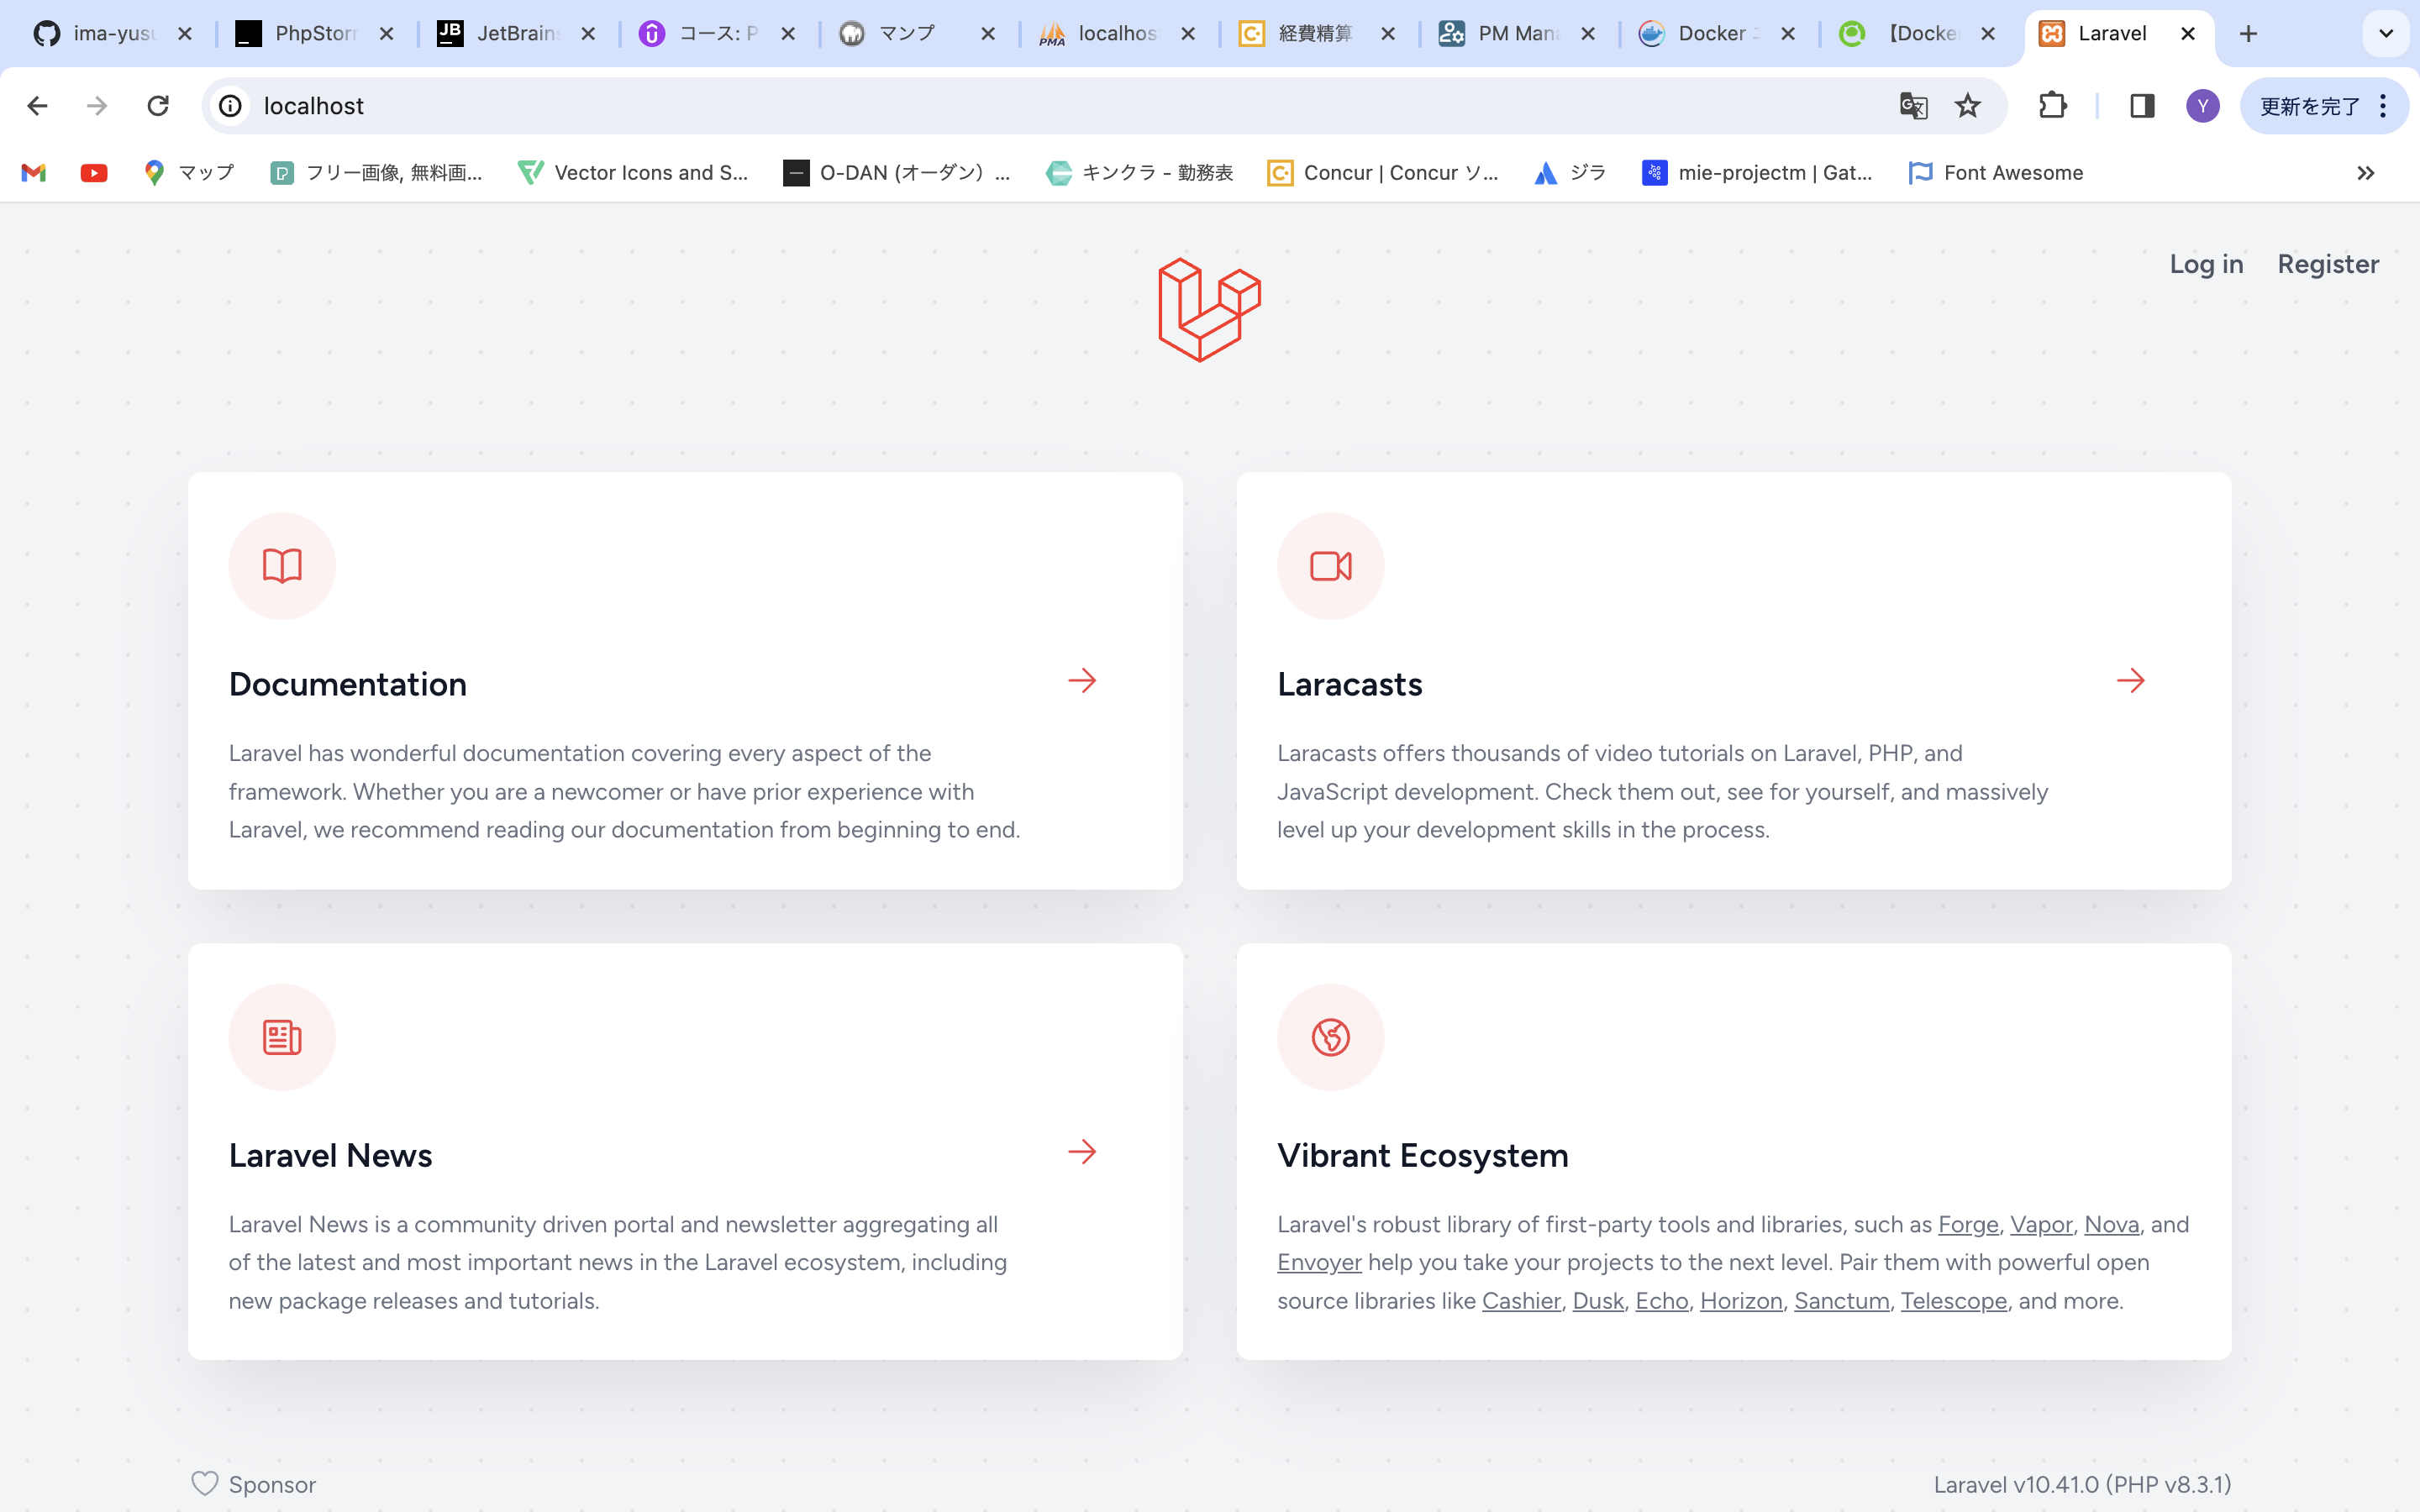 ima-yusu
PhpStorm
JetBrains
コース: P
マンプ
localhos
経費精算
PM Mana
Docker
【Docke
Laravel
localhost
Y
更新を完了
マップ
フリー画像, 無料画...
Vector Icons and S...
O-DAN (オーダン) ...
キンクラ - 勤務表
Concur | Concur ソ...
ジラ
mie-projectm | Gat...
Font Awesome
Log in
Register
Documentation
Laravel has wonderful documentation covering every aspect of the
framework. Whether you are a newcomer or have prior experience with
Laravel, we recommend reading our documentation from beginning to end.
Laracasts
Laracasts offers thousands of video tutorials on Laravel, PHP, and
JavaScript development. Check them out, see for yourself, and massively
level up your development skills in the process.
Laravel News
Laravel News is a community driven portal and newsletter aggregating all
of the latest and most important news in the Laravel ecosystem, including
new package releases and tutorials.
Vibrant Ecosystem
Laravel's robust library of first-party tools and libraries, such as Forge, Vapor, Nova, and
Envoyer help you take your projects to the next level. Pair them with powerful open
source libraries like Cashier, Dusk, Echo, Horizon, Sanctum, Telescope, and more.
Sponsor
Laravel v10.41.0 (PHP v8.3.1)